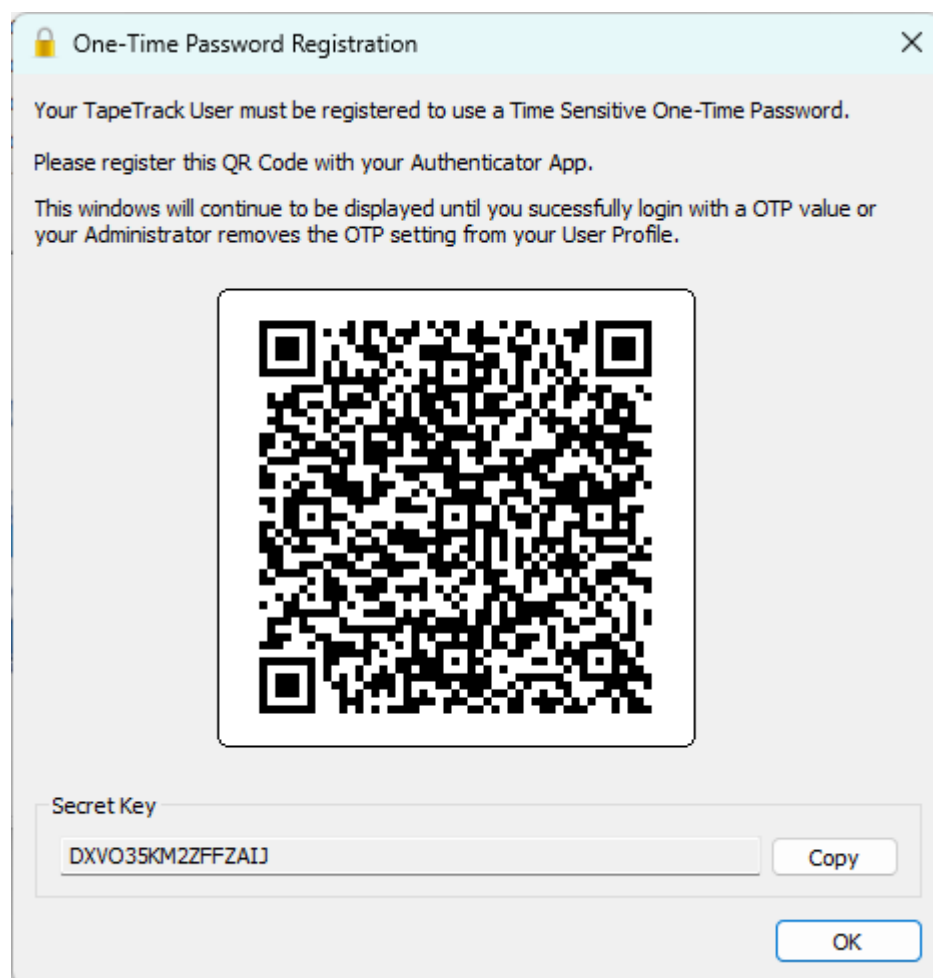 One-Time Password Registration
Your TapeTrack User must be registered to use a Time Sensitive One-Time Password.
Please register this QR Code with your Authenticator App.
This windows will continue to be displayed until you sucessfully login with a OTP value or
your Administrator removes the OTP setting from your User Profile.
Secret Key
DXVO35KM2ZFFZAIJ
Copy
OK